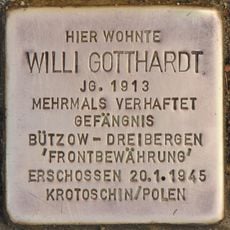 HIER WOHNTE
WILLI GOTTHARDT
JG. 1913
MEHRMALS VERHAFTET
GEFÄNGNIS
BÜTZOW-DREIBERGEN
'FRONTBEWÄHRUNG'
ERSCHOSSEN 20.1.1945
KROTOSCHIN/POLEN